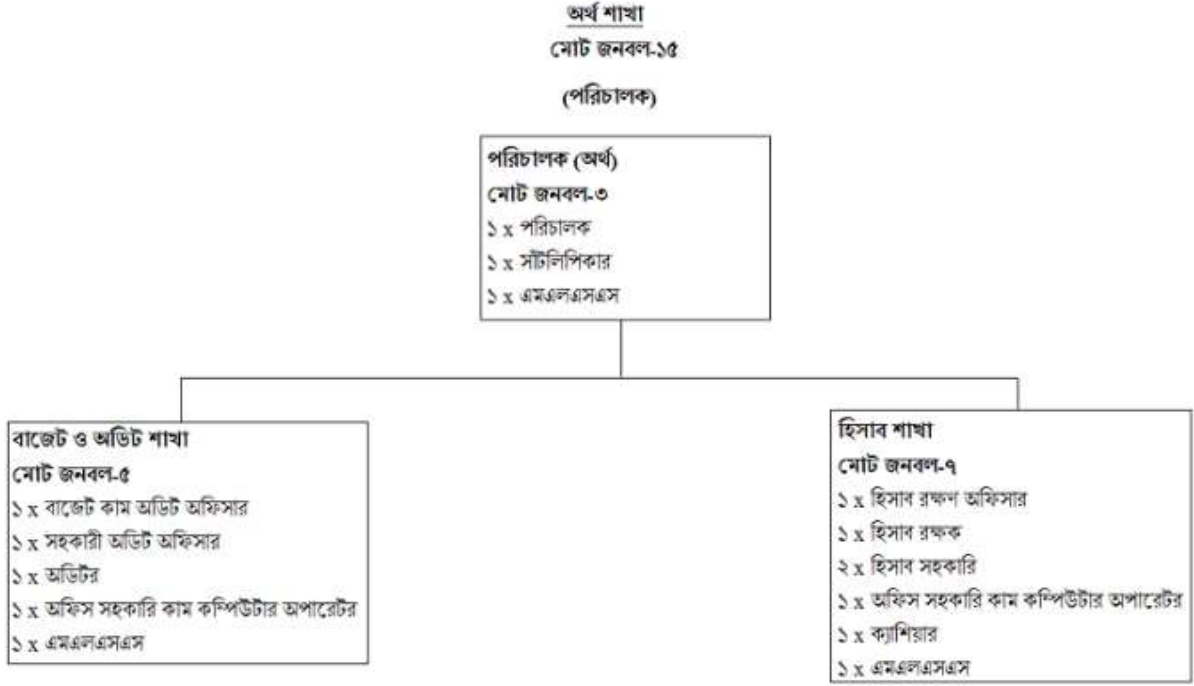 অর্থ শাখা
মোট জনবল-১৫
(পরিচালক)
পরিচালক (অর্থ)
মোট জনবল-৩
১ x পরিচালক
১ x সাঁটলিপিকার
১ x এমএলএসএস
বাজেট ও অডিট শাখা
মোট জনবল-৫
১ x বাজেট কাম অডিট অফিসার
১ x সহকারী অডিট অফিসার
১ x অডিটর
১ x অফিস সহকারি কাম কম্পিউটার অপারেটর
১ x এমএলএসএস
হিসাব শাখা
মোট জনবল-৭
১ x হিসাব রক্ষণ অফিসার
১ x হিসাব রক্ষক
২ x হিসাব সহকারি
১ x অফিস সহকারি কাম কম্পিউটার অপারেটর
১ x ক্যাশিয়ার
১ x এমএলএসএস